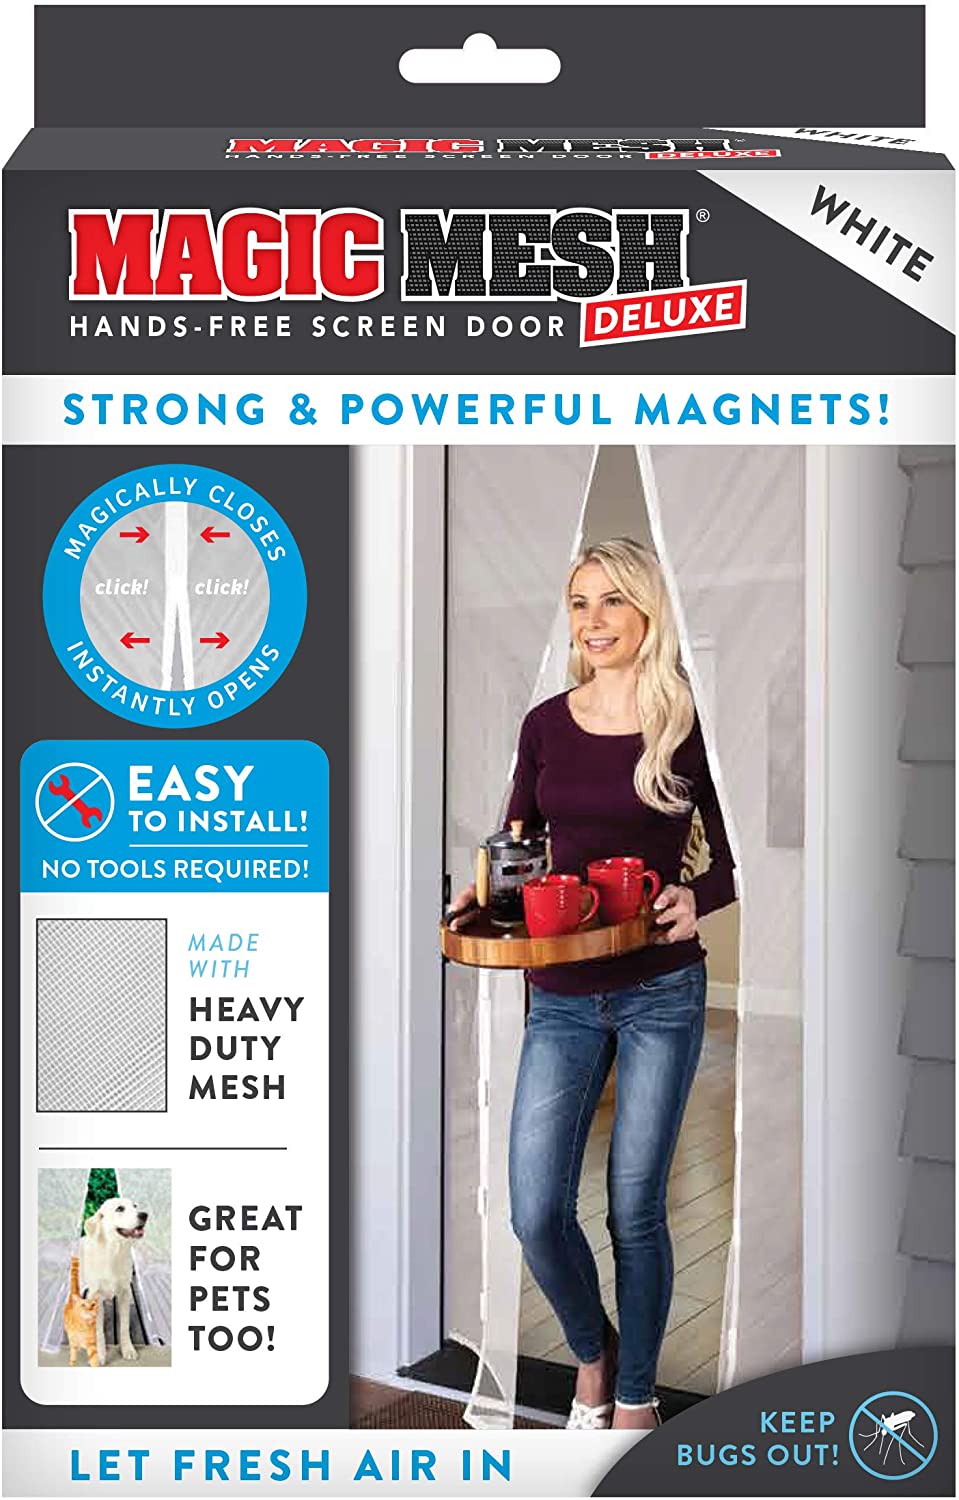 MAGIC MESH
HANDS-FREE SCREEN DOOR DELUXE
WHITE
MAGIC MESH®
HANDS-FREE SCREEN DOOR DELUXE
WHITE
STRONG & POWERFUL MAGNETS!
MAGICALLY CLOSES
click! click!
INSTANTLY OPENS
EASY
TO INSTALL!
NO TOOLS REQUIRED!
MADE
WITH
HEAVY
DUTY
MESH
GREAT
FOR
PETS
TOO!
KEEP
BUGS OUT!
LET FRESH AIR IN